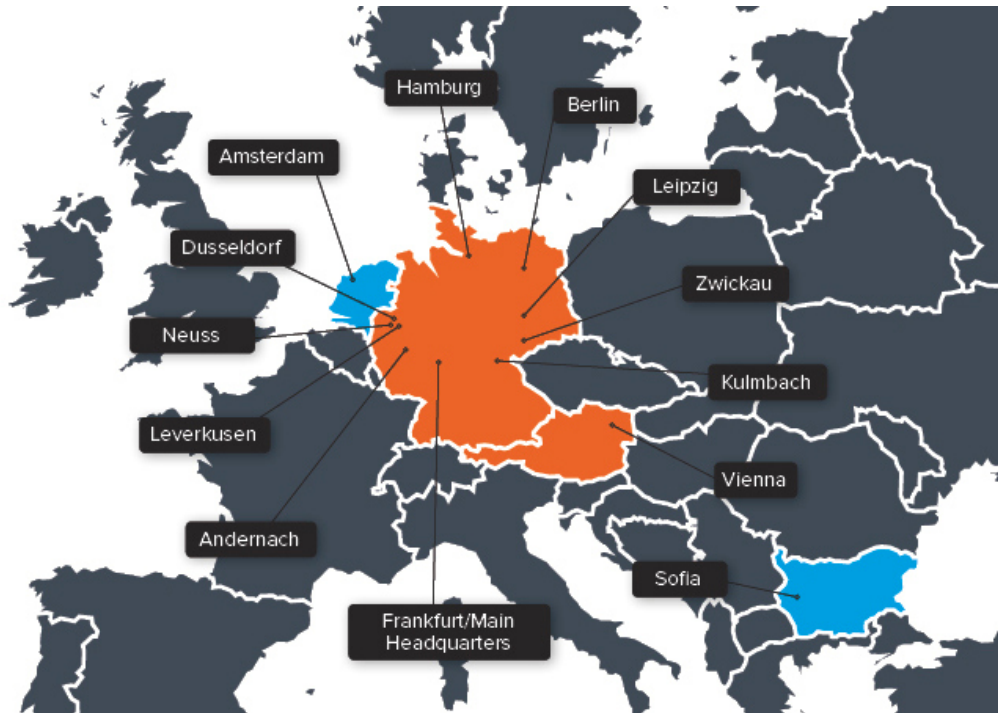 Hamburg
Berlin
Amsterdam
Leipzig
Dusseldorf
Zwickau
Neuss
Kulmbach
Leverkusen
Vienna
Andernach
Sofia
Frankfurt/Main
Headquarters